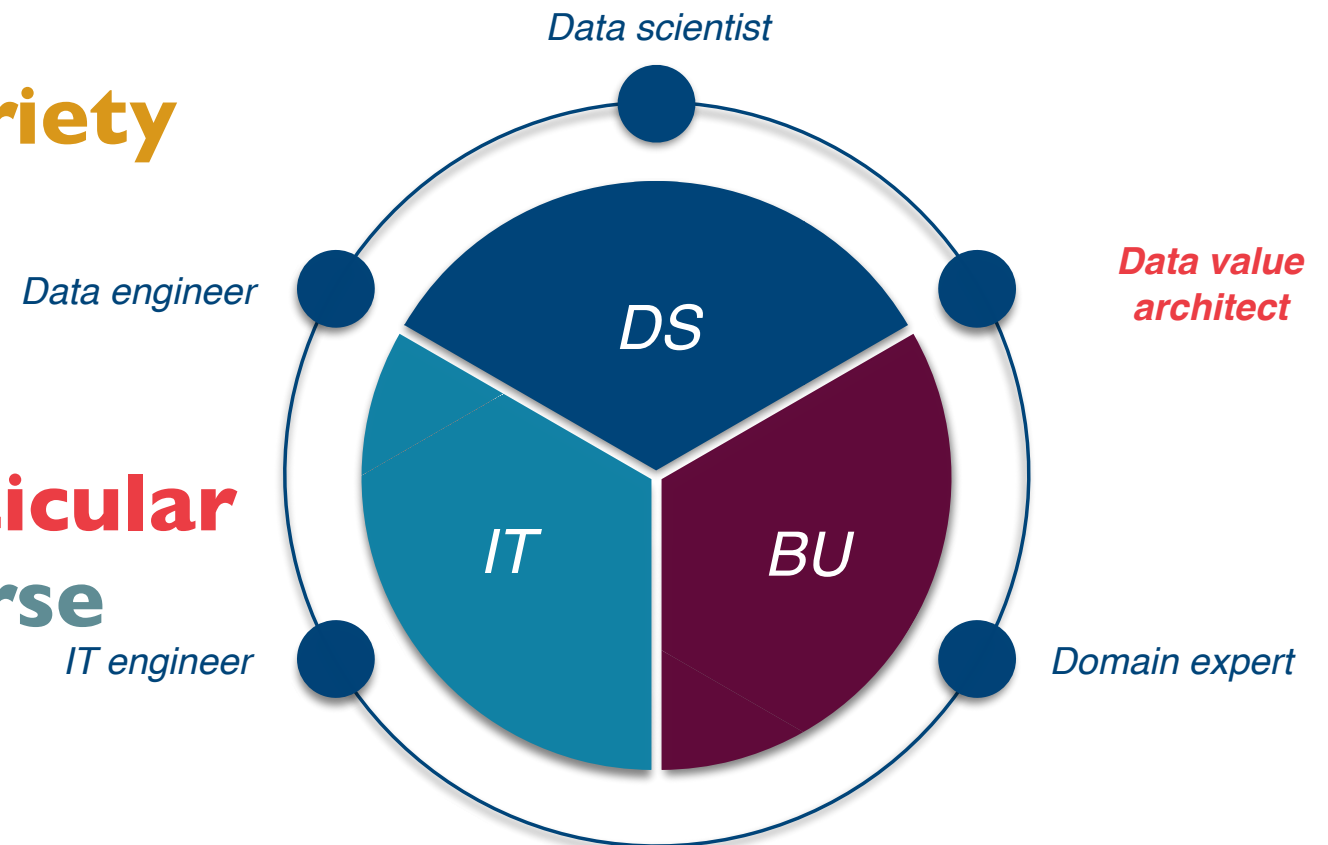 Data scientist
riety
Data engineer
Data value
architect
DS
icular
IT
BU
rse
IT engineer
Domain expert